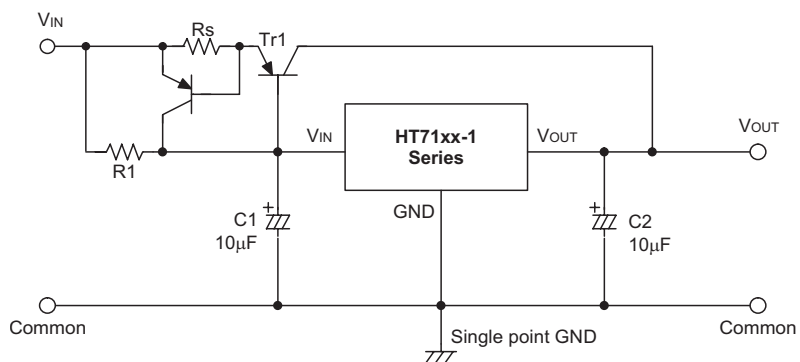 VIN
Rs
Tr1
R1
VIN
HT71xx-1
Series
VOUT
VOUT
GND
C1
10μF
C2
10μF
Common
Single point GND
Common
+
+